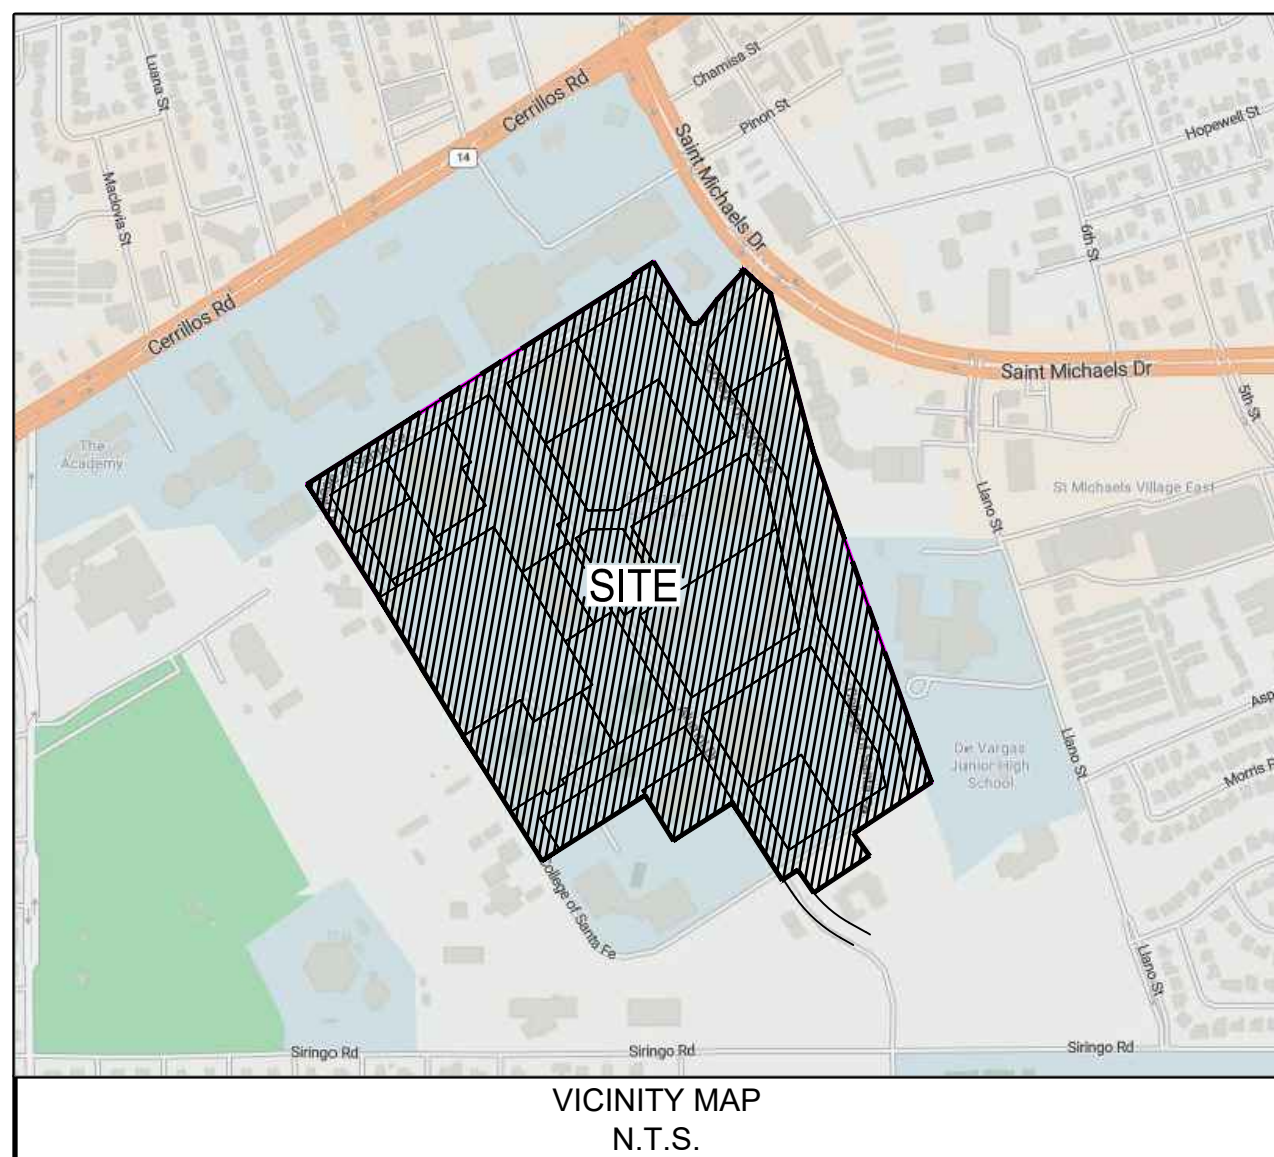 Luana St
Cerrillos Rd
Chamisa St
Pinon St
Hopewell St
14
Saint Michaels Dr
Maclovia St
6th St
Cerrillos Rd
Saint Michaels Dr
5th St
The
Academy
Llano St
St Michaels Village East
SITE
De Vargas
Junior High
School
Llano St
Asp
Morris P
College of Santa Fe
Llano St
Siringo Rd
Siringo Rd
Siringo Rd
VICINITY MAP
N.T.S.